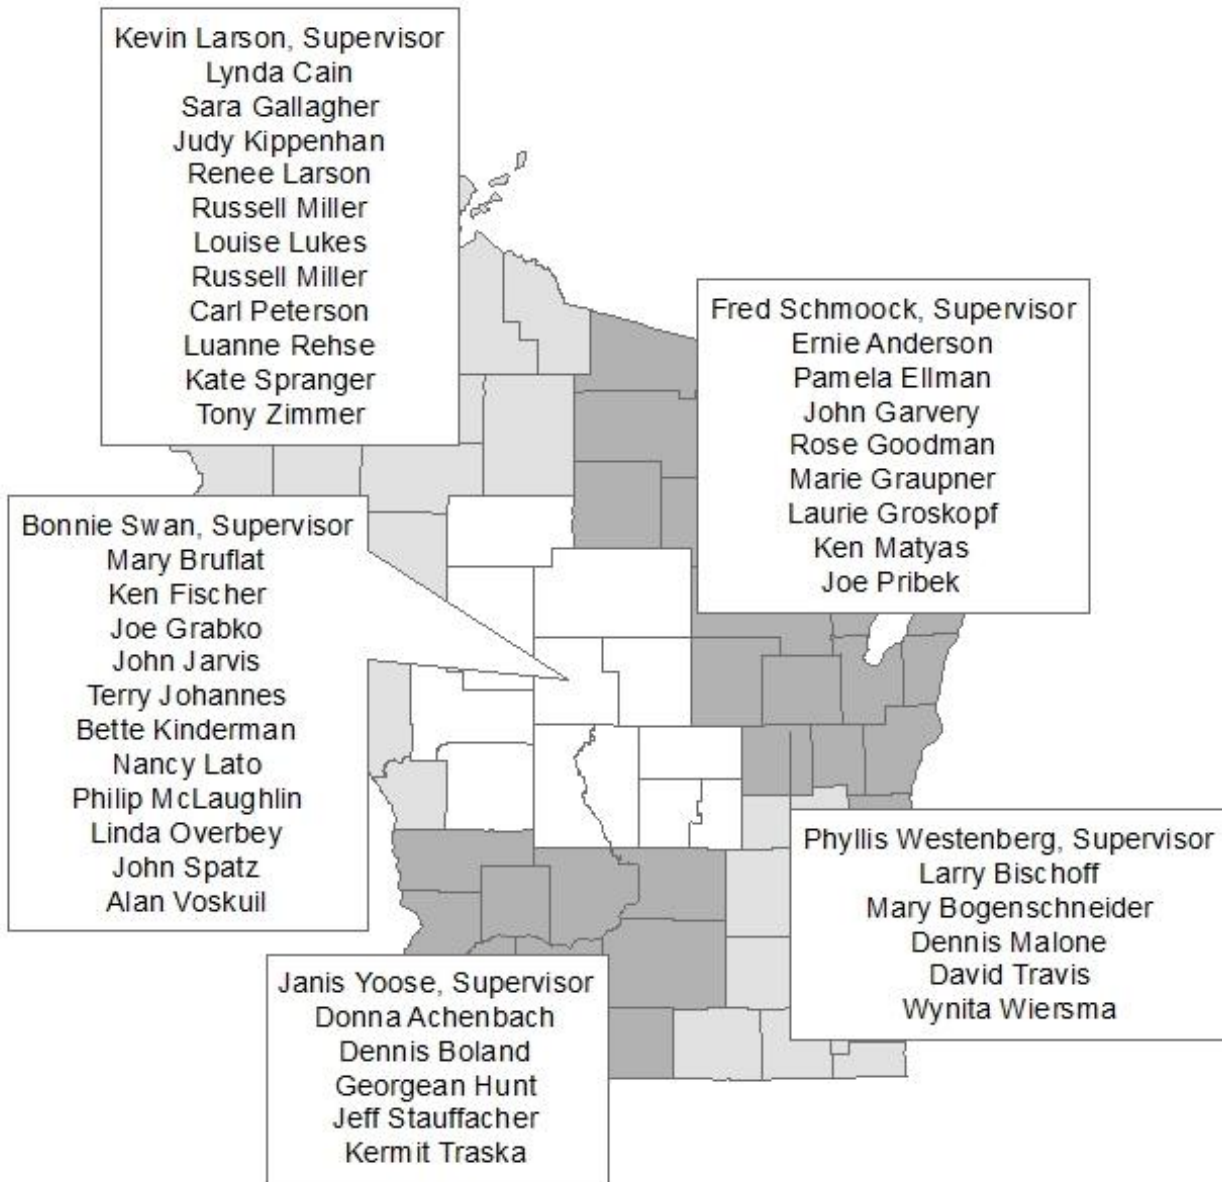 Kevin Larson, Supervisor
Lynda Cain
Sara Gallagher
Judy Kippenhan
Renee Larson
Russell Miller
Louise Lukes
Russell Miller
Carl Peterson
Luanne Rehse
Kate Spranger
Tony Zimmer
Fred Schmoock, Supervisor
Ernie Anderson
Pamela Ellman
John Garvery
Rose Goodman
Marie Graupner
Laurie Groskopf
Ken Matyas
Joe Pribek
Bonnie Swan, Supervisor
Mary Bruflat
Ken Fischer
Joe Grabko
John Jarvis
Terry Johannes
Bette Kinderman
Nancy Lato
Philip McLaughlin
Linda Overbey
John Spatz
Alan Voskuil
Phyllis Westenberg, Supervisor
Larry Bischoff
Mary Bogenschneider
Dennis Malone
David Travis
Wynita Wiersma
Janis Yoose, Supervisor
Donna Achenbach
Dennis Boland
Georgean Hunt
Jeff Stauffacher
Kermit Traska